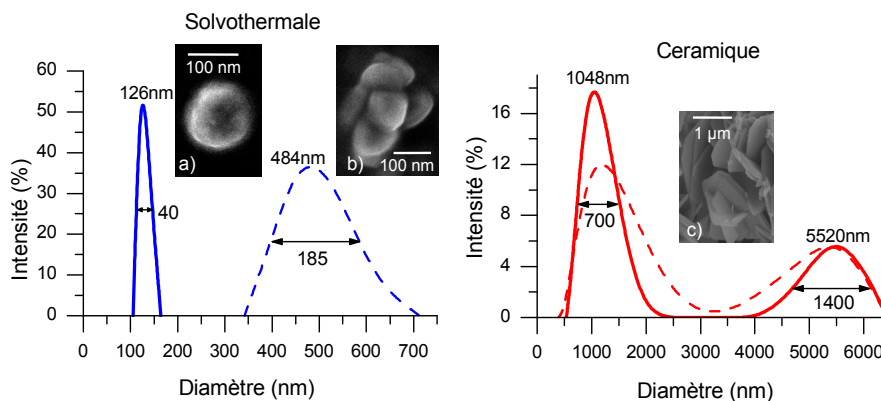 Solvothermale
60
50
40
30
20
10
0
Intensité (%)
126nm
40
100 nm
a)
484nm
185
b)
100 nm
0 100 200 300 400 500 600 700
Diamètre (nm)
Ceramique
16
12
8
4
0
Intensité (%)
1048nm
700
1 µm
c)
5520nm
1400
0 1000 2000 3000 4000 5000 6000
Diamètre (nm)